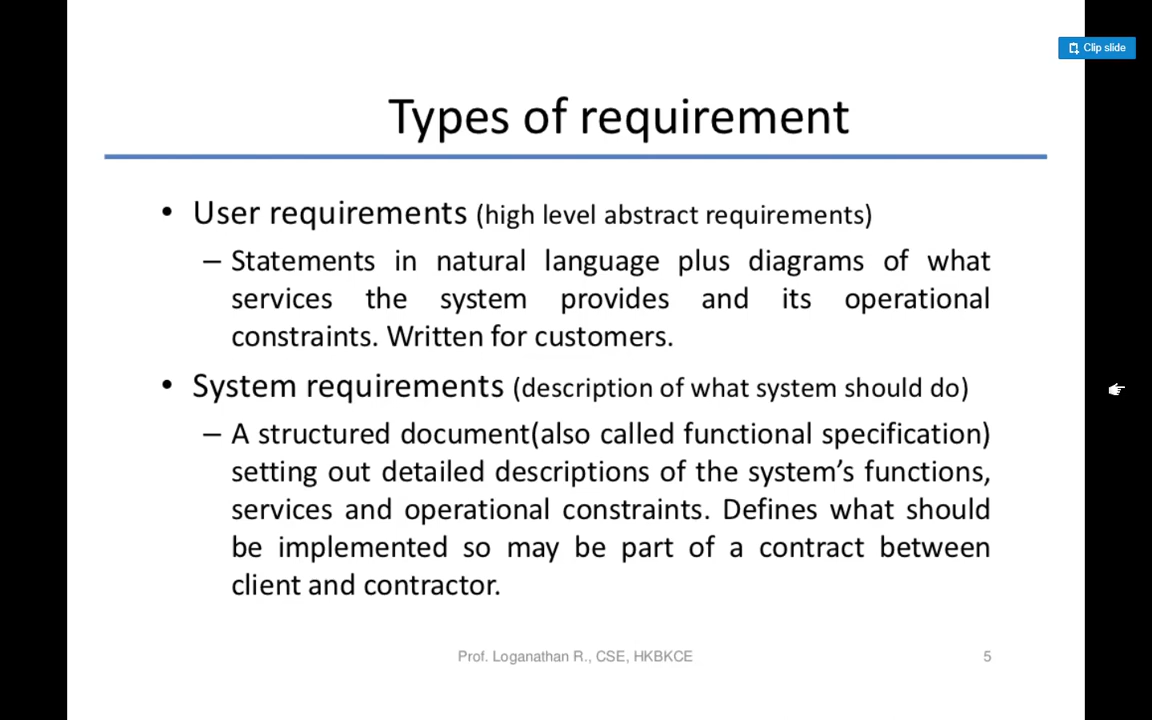 Clip slide
Types of requirement
• User requirements (high level abstract requirements)
– Statements in natural language plus diagrams of what
services the system provides and its operational
constraints. Written for customers.
• System requirements (description of what system should do)
– A structured document(also called functional specification)
setting out detailed descriptions of the system’s functions,
services and operational constraints. Defines what should
be implemented so may be part of a contract between
client and contractor.
Prof. Loganathan R., CSE, HKBKCE
5